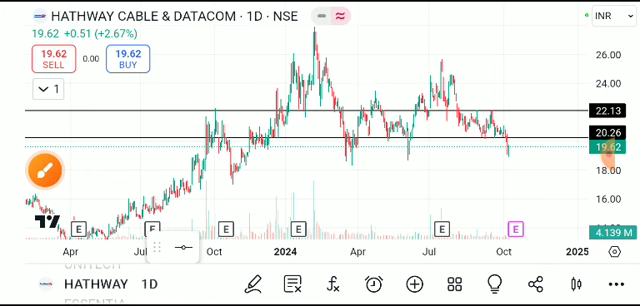 HATHWAY CABLE & DATACOM · 1D · NSE
INR
19.62 +0.51 (+2.67%)
19.62 SELL 0.00 19.62 BUY
1
26.00
24.00
22.13
20.26
19.62
18.00
16.00
E E E E E E
4.139 M
Apr Jul Oct 2024 Apr Jul Oct 2025
UNITECH
HATHWAY 1D
ESSENTIA